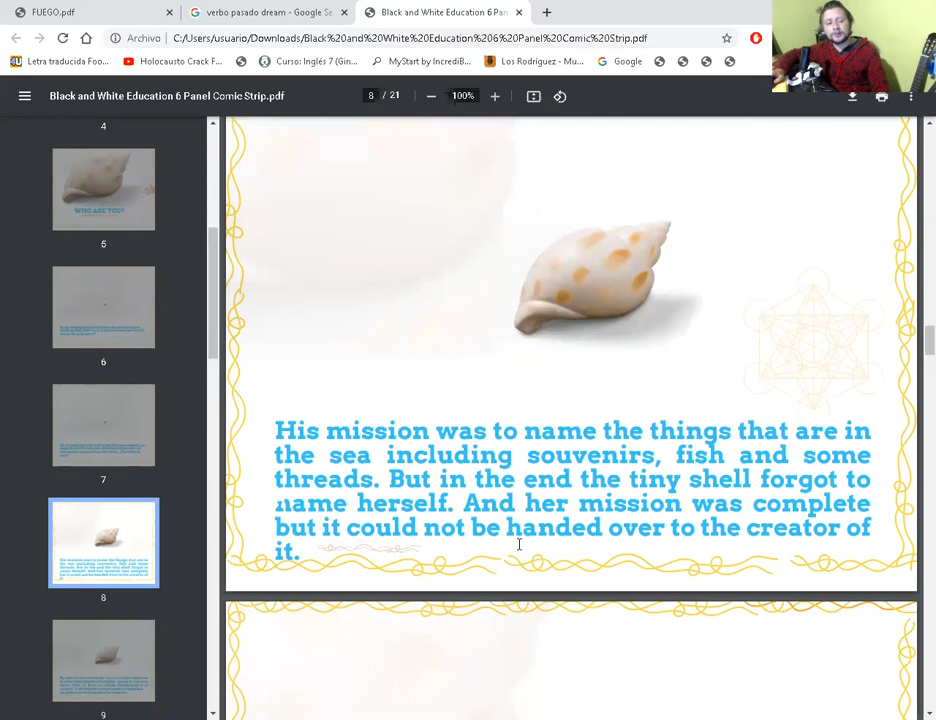 FUEGO.pdf
verbo pasado dream - Google Se
Black and White Education 6 Pan
Archivo
C:/Users/usuario/Downloads/Black%20and%20White%20Education%206%20Panel%20Comic%20Strip.pdf
Letra traducida Foo...
Holocausto Crack F...
Curso: Inglés 7 (Gin...
MyStart by IncrediB...
Los Rodríguez - Mu...
Google
Black and White Education 6 Panel Comic Strip.pdf
8 / 21
100%
4
WHO ARE YOU?
5
6
7
8
9
His mission was to name the things that are in
the sea including souvenirs, fish and some
threads. But in the end the tiny shell forgot to
name herself. And her mission was complete
but it could not be handed over to the creator of
it.